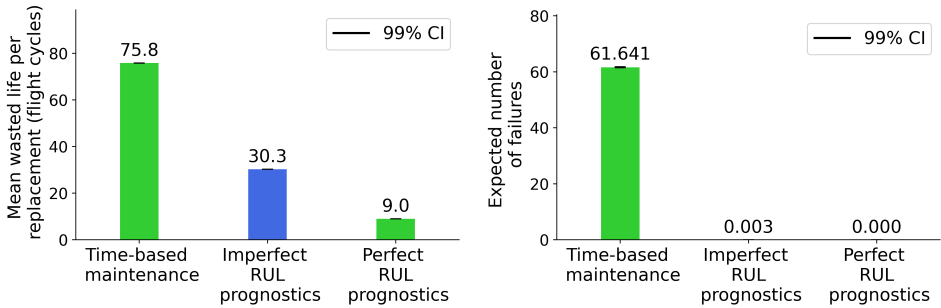 Mean wasted life per
replacement (flight cycles)
80
60
40
20
0
75.8
30.3
9.0
99% CI
Time-based
maintenance
Imperfect
RUL
prognostics
Perfect
RUL
prognostics
Expected number
of failures
80
60
40
20
0
61.641
0.003
0.000
99% CI
Time-based
maintenance
Imperfect
RUL
prognostics
Perfect
RUL
prognostics